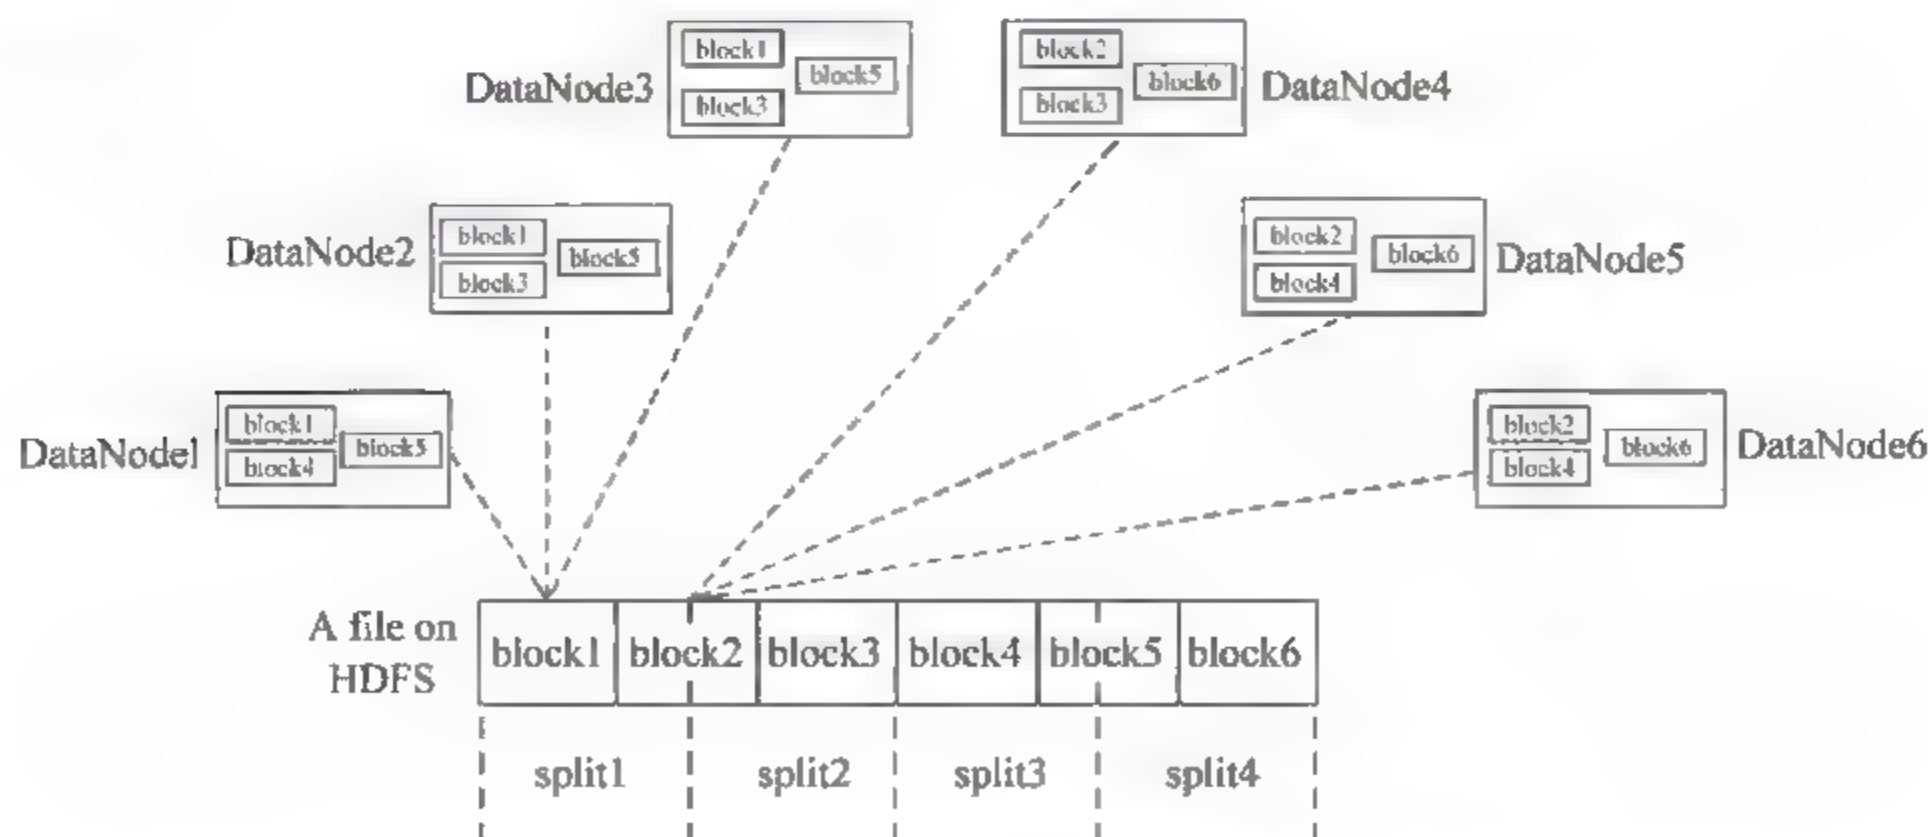 block1
block5
block3
DataNode3
block2
block6
block3
DataNode4
block1
block5
block3
DataNode2
block2
block6
block4
DataNode5
block1
block5
block4
DataNode1
block2
block6
block4
DataNode6
A file on
HDFS
block1 block2 block3 block4 block5 block6
split1 split2 split3 split4